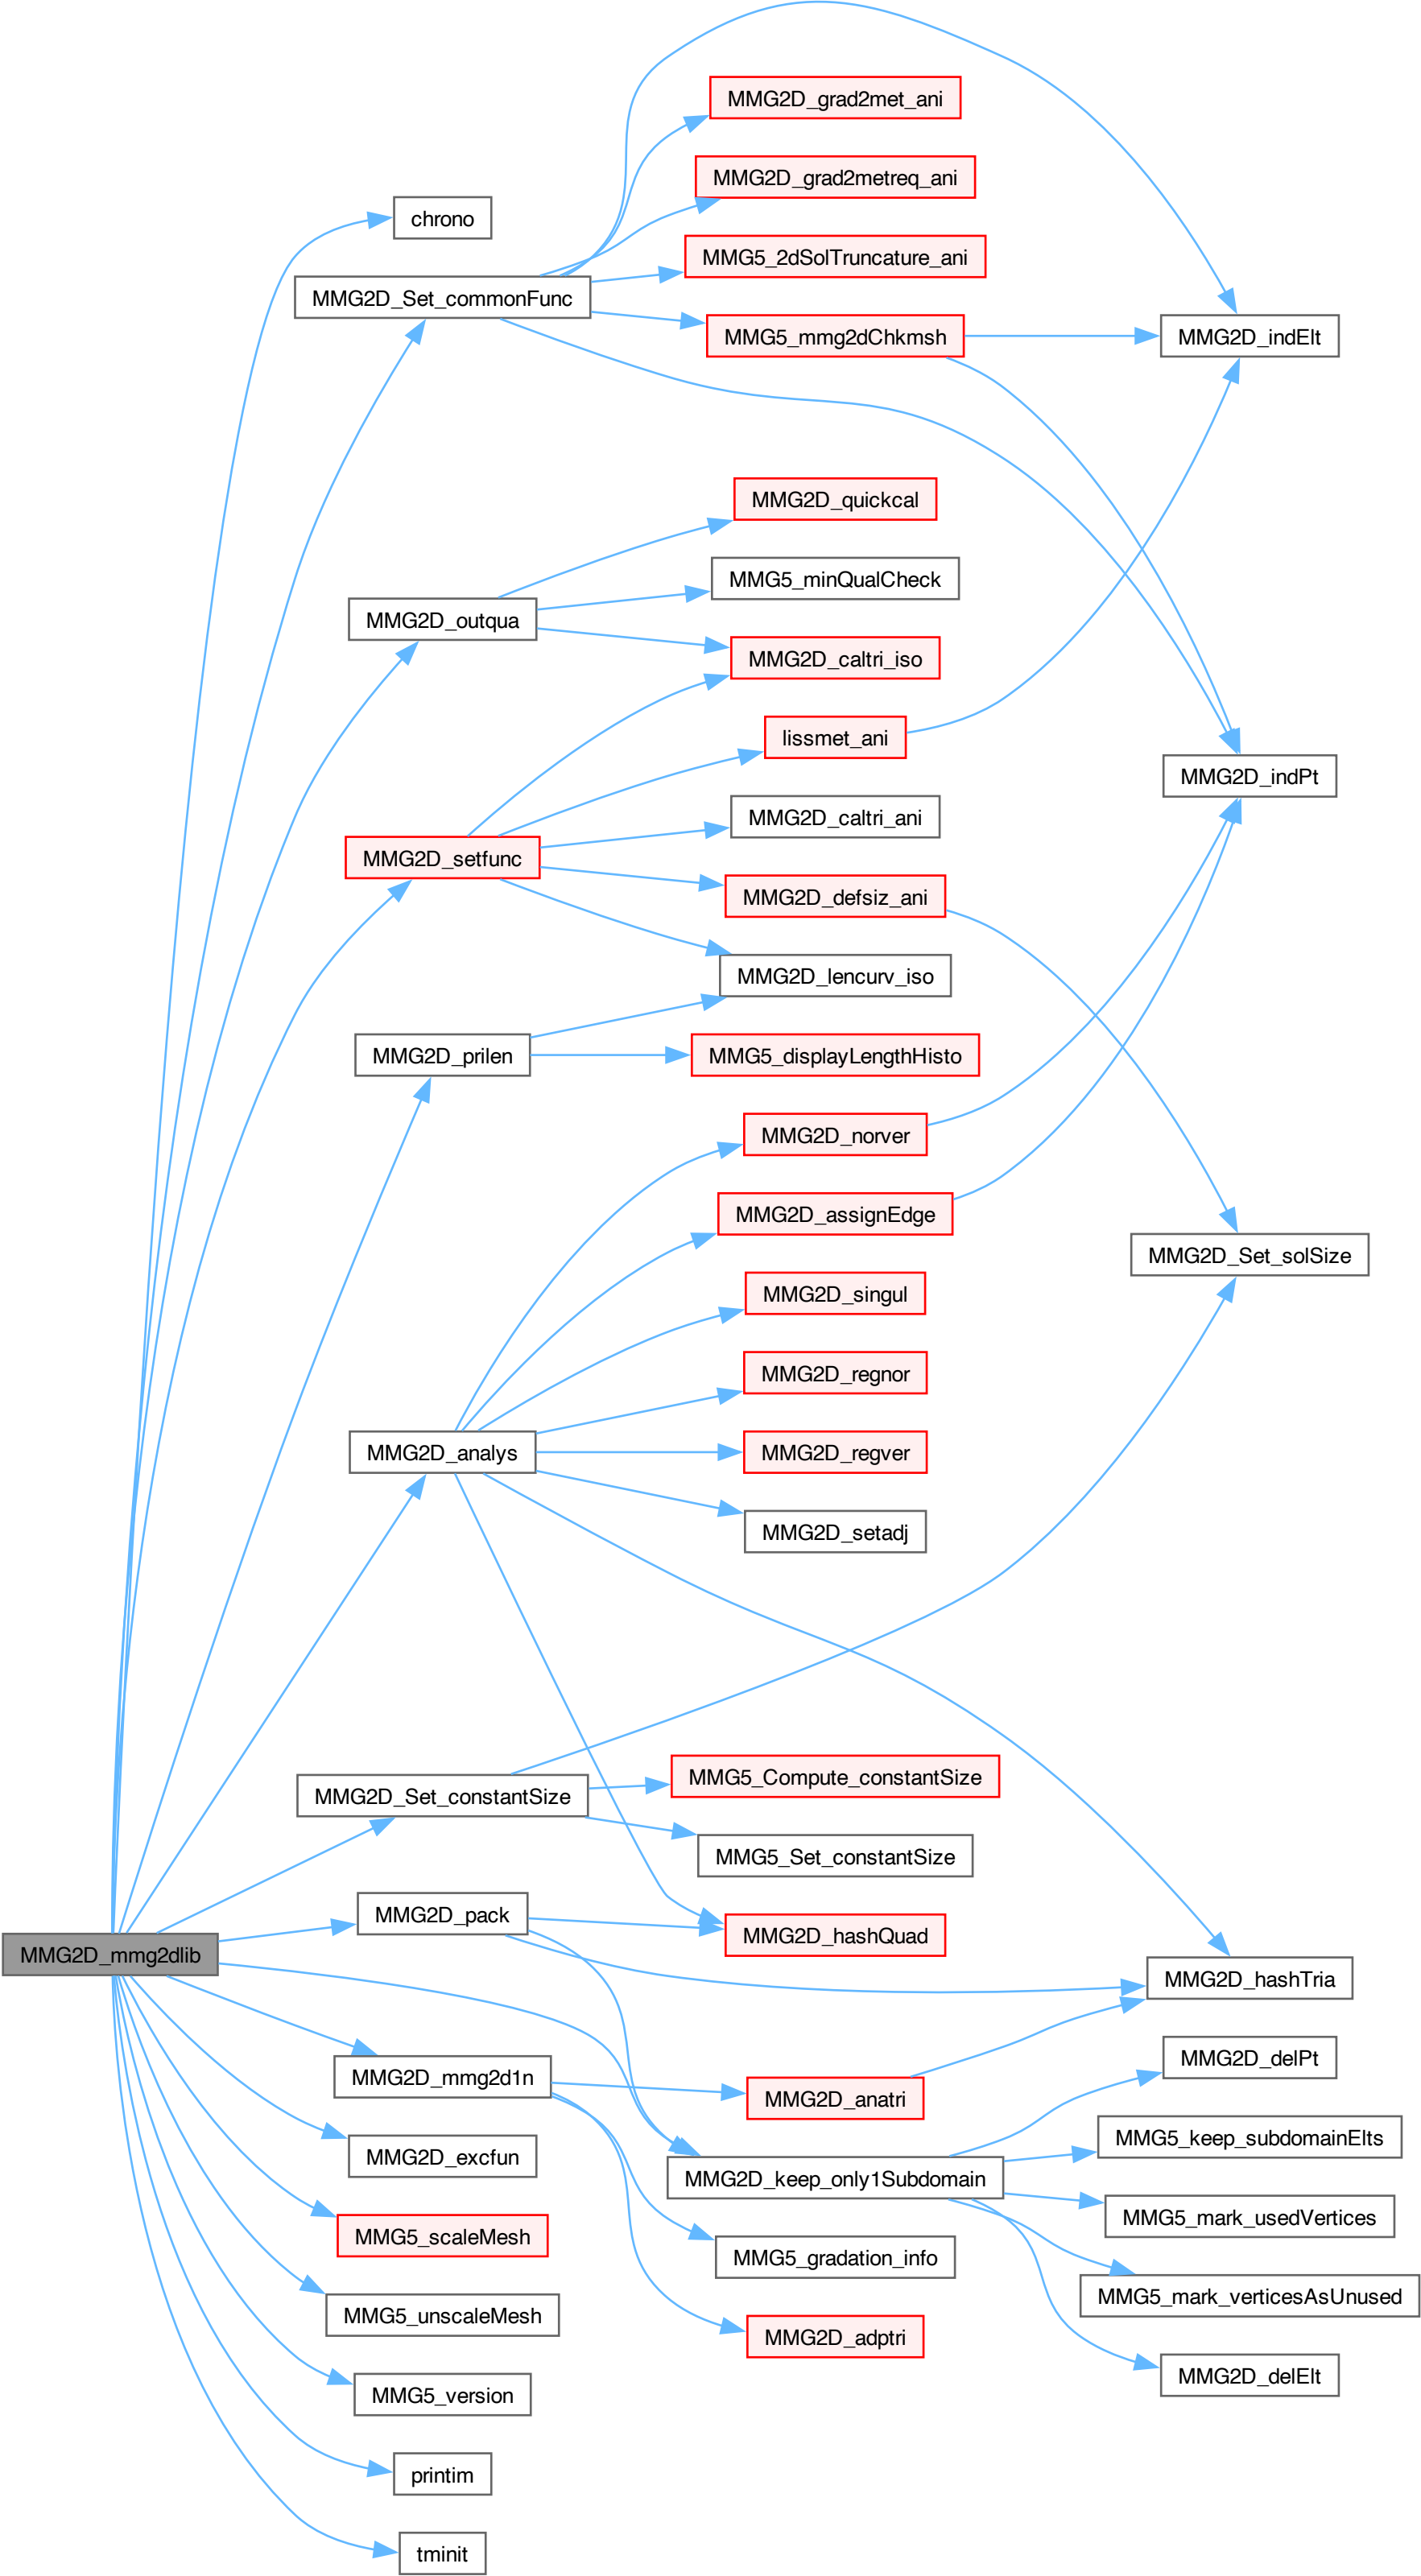 MMG2D_grad2met_ani
MMG2D_grad2metreq_ani
chrono
MMG5_2dSolTruncature_ani
MMG2D_Set_commonFunc
MMG5_mmg2dChkmsh
MMG2D_indElt
MMG2D_quickcal
MMG5_minQualCheck
MMG2D_outqua
MMG2D_caltri_iso
lissmet_ani
MMG2D_indPt
MMG2D_caltri_ani
MMG2D_setfunc
MMG2D_defsiz_ani
MMG2D_lencurv_iso
MMG2D_prilen
MMG5_displayLengthHisto
MMG2D_norver
MMG2D_assignEdge
MMG2D_Set_solSize
MMG2D_singul
MMG2D_regnor
MMG2D_analys
MMG2D_regver
MMG2D_setadj
MMG5_Compute_constantSize
MMG2D_Set_constantSize
MMG5_Set_constantSize
MMG2D_pack
MMG2D_hashQuad
MMG2D_mmg2dlib
MMG2D_hashTria
MMG2D_delPt
MMG2D_mmg2d1n
MMG2D_anatri
MMG5_keep_subdomainElts
MMG2D_excfun
MMG2D_keep_only1Subdomain
MMG5_mark_usedVertices
MMG5_scaleMesh
MMG5_gradation_info
MMG5_mark_verticesAsUnused
MMG5_unscaleMesh
MMG2D_adptri
MMG2D_delElt
MMG5_version
printim
tminit